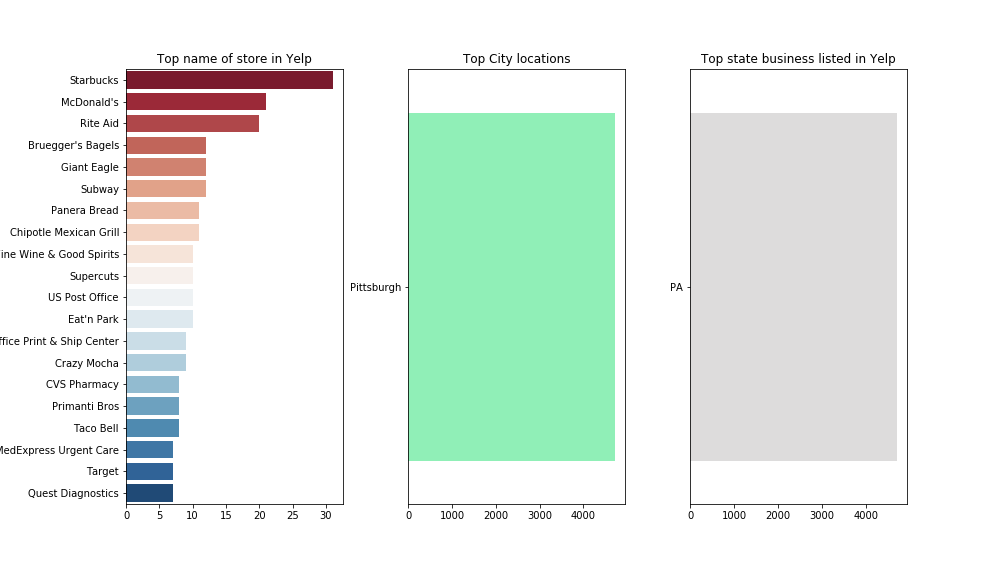 Top name of store in Yelp
Starbucks
McDonald's
Rite Aid
Bruegger's Bagels
Giant Eagle
Subway
Panera Bread
Chipotle Mexican Grill
Wine & Good Spirits
Supercuts
US Post Office
Eat'n Park
Print & Ship Center
Crazy Mocha
CVS Pharmacy
Primanti Bros
Taco Bell
MedExpress Urgent Care
Target
Quest Diagnostics
0 5 10 15 20 25 30
Top City locations
Pittsburgh
0 1000 2000 3000 4000
Top state business listed in Yelp
PA
0 1000 2000 3000 4000